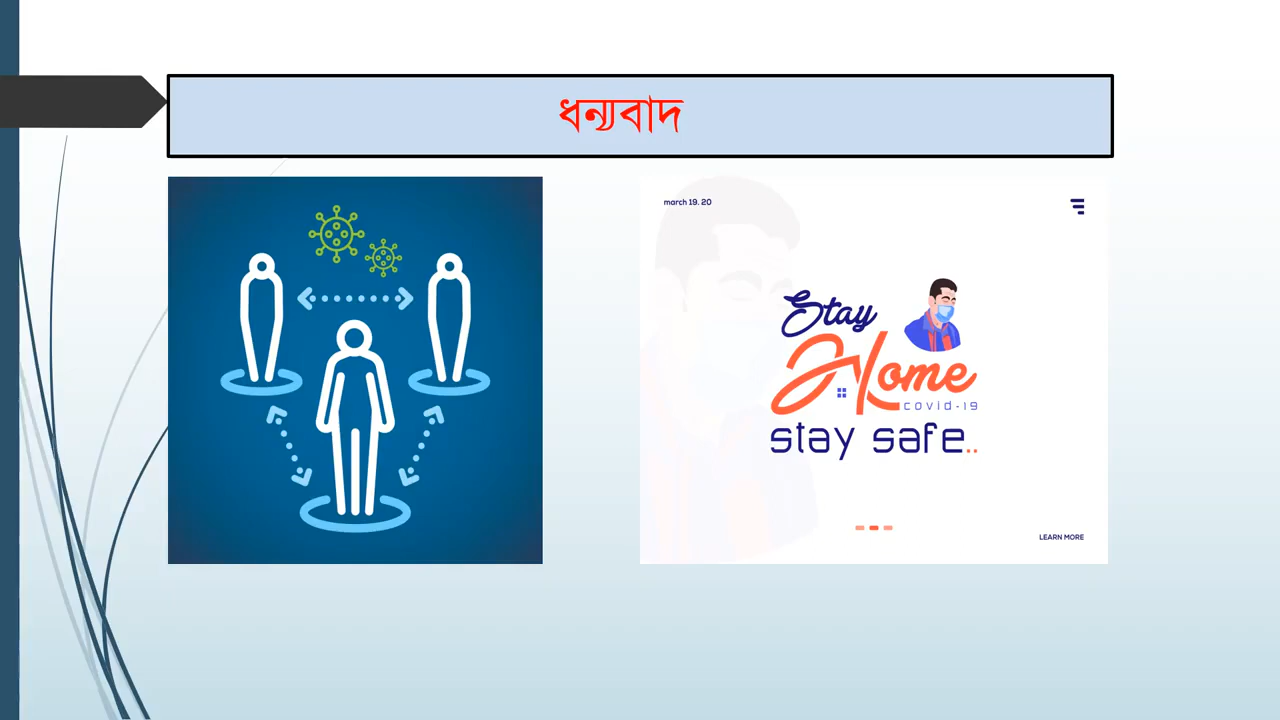 ধন্যবাদ
march 19. 20
Stay
Home
covid-19
stay safe..
LEARN MORE